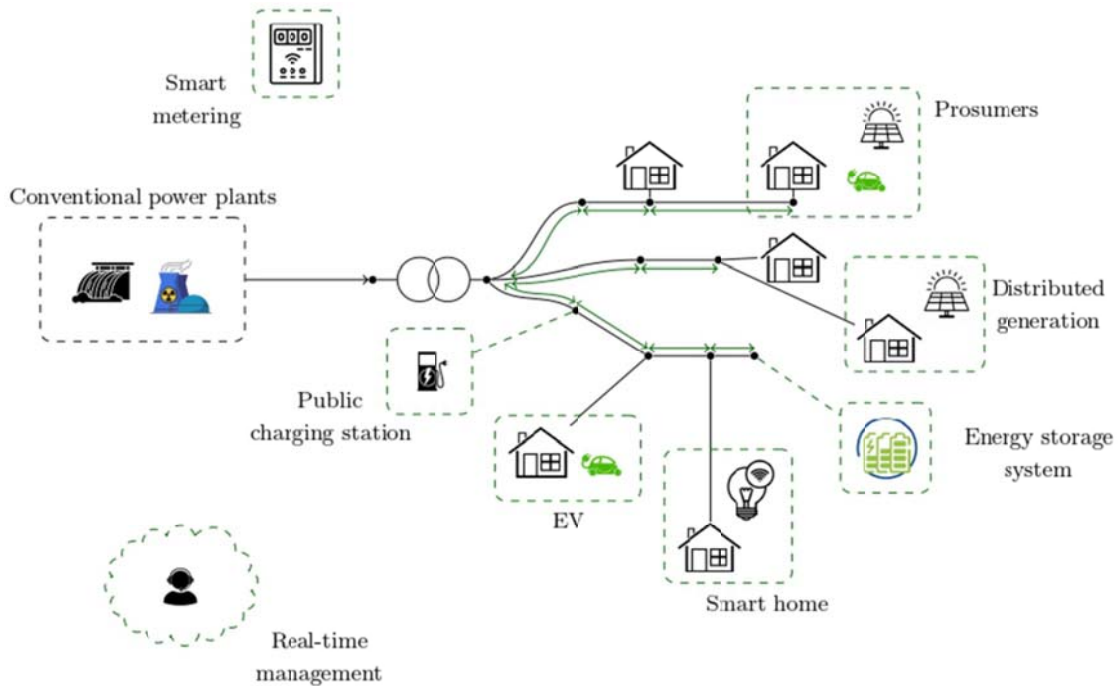 Smart
metering
Prosumers
Conventional power plants
Distributed
generation
Public
charging station
Energy storage
system
EV
Smart home
Real-time
management